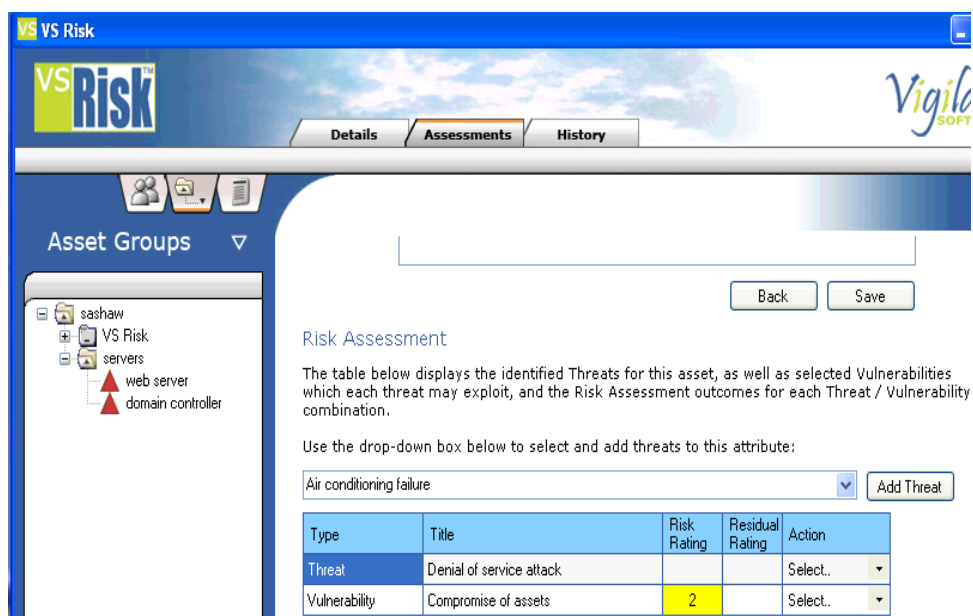 VS VS Risk
VS Risk™
Details Assessments History
Asset Groups
sashaw
VS Risk
servers
web server
domain controller
Back Save
Risk Assessment
The table below displays the identified Threats for this asset, as well as selected Vulnerabilities
which each threat may exploit, and the Risk Assessment outcomes for each Threat / Vulnerability
combination.
Use the drop-down box below to select and add threats to this attribute:
Air conditioning failure Add Threat
Type Title Risk Rating Residual Rating Action
Threat Denial of service attack Select..
Vulnerability Compromise of assets 2 Select..